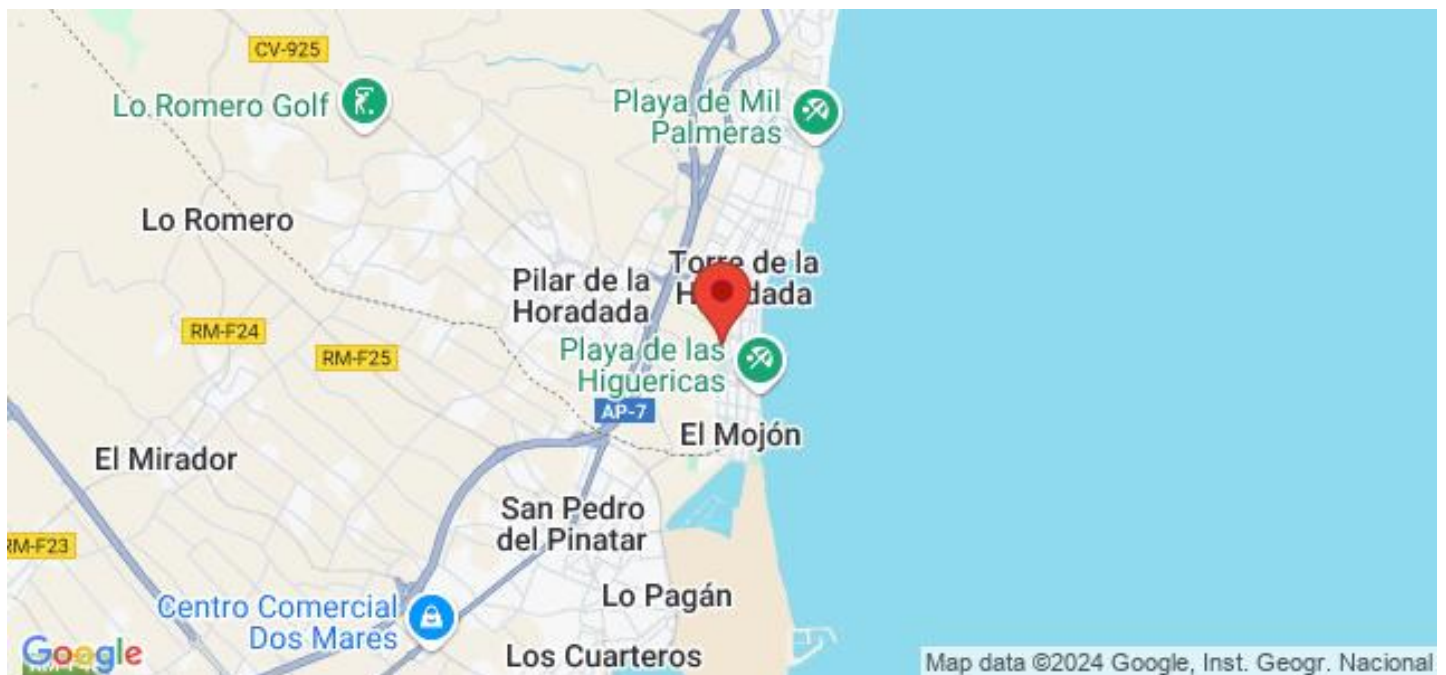 CV-925
Lo Romero Golf
Playa de Mil
Palmeras
Lo Romero
Torre de la
Pilar de la
Horadada
RM-F24
RM-F25
Playa de las
Higuericas
AP-7
El Mojón
El Mirador
San Pedro
del Pinatar
RM-F23
Lo Pagán
Centro Comercial
Dos Mares
Los Cuarteros
Google
Map data ©2024 Google, Inst. Geogr. Nacional